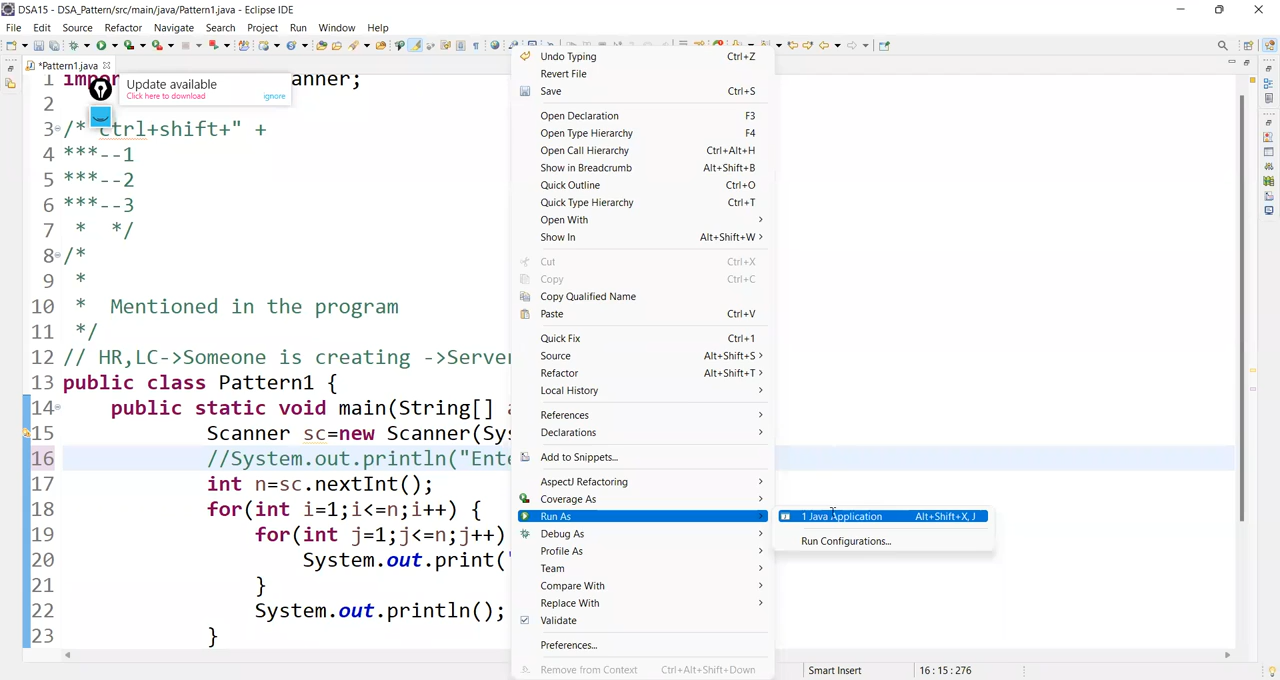 DSA15 - DSA_Pattern/src/main/java/Pattern1.java - Eclipse IDE
File Edit Source Refactor Navigate Search Project Run Window Help
*Pattern1.java
1 anner;
Update available
Click here to download ignore
2
3 /* ctrl+shift+" +
4 ***--1
5 ***--2
6 ***--3
7 * */
8 /*
9 *
10 * Mentioned in the program
11 */
12 // HR,LC->Someone is creating ->Server
13 public class Pattern1 {
14 public static void main(String[]
15 Scanner sc=new Scanner(Sys
16 //System.out.println("Ente
17 int n=sc.nextInt();
18 for(int i=1;i<=n;i++) {
19 for(int j=1;j<=n;j++)
20 System.out.print(
21 }
22 System.out.println();
23 }
Undo Typing Ctrl+Z
Revert File
Save Ctrl+S
Open Declaration F3
Open Type Hierarchy F4
Open Call Hierarchy Ctrl+Alt+H
Show in Breadcrumb Alt+Shift+B
Quick Outline Ctrl+O
Quick Type Hierarchy Ctrl+T
Open With >
Show In Alt+Shift+W >
Cut Ctrl+X
Copy Ctrl+C
Copy Qualified Name
Paste Ctrl+V
Quick Fix Ctrl+1
Source Alt+Shift+S >
Refactor Alt+Shift+T >
Local History >
References >
Declarations >
Add to Snippets...
AspectJ Refactoring >
Coverage As >
Run As >
Debug As >
Profile As >
Team >
Compare With >
Replace With >
Validate
Preferences...
Remove from Context Ctrl+Alt+Shift+Down
1 Java Application Alt+Shift+X, J
Run Configurations...
Smart Insert 16 : 15 : 276